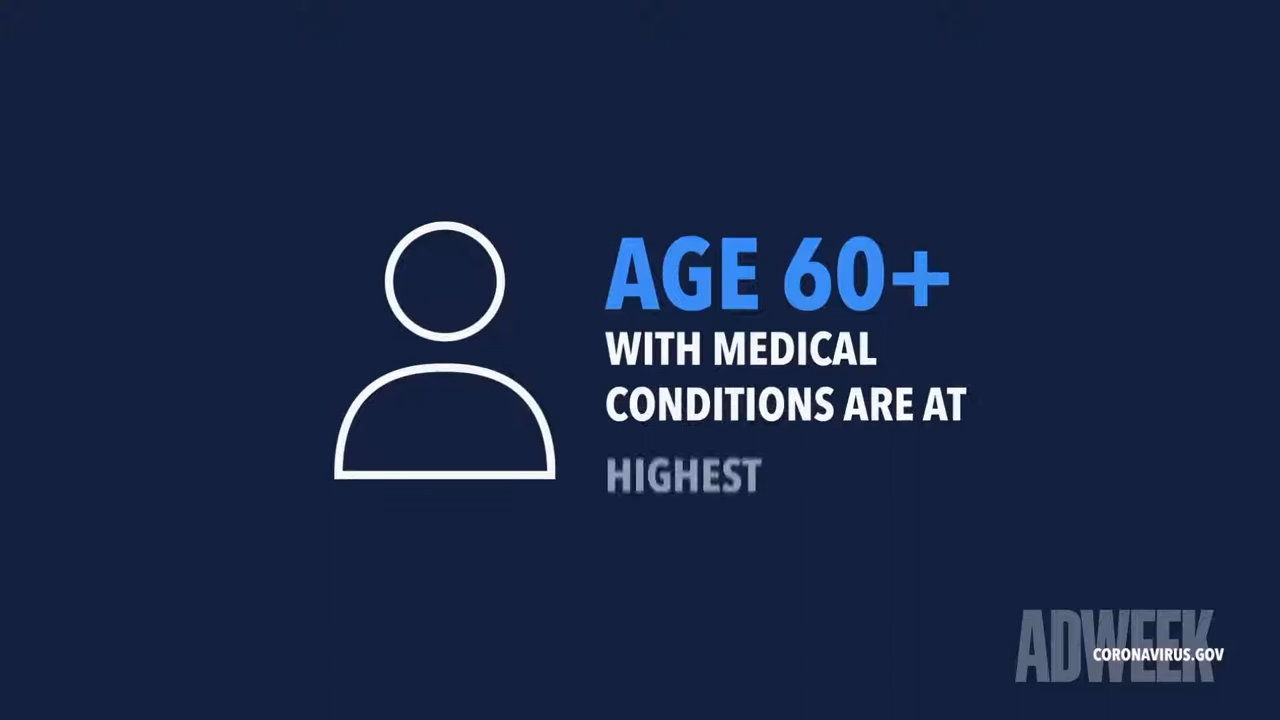 AGE 60+
WITH MEDICAL
CONDITIONS ARE AT
HIGHEST
ADWEEK
CORONAVIRUS.GOV